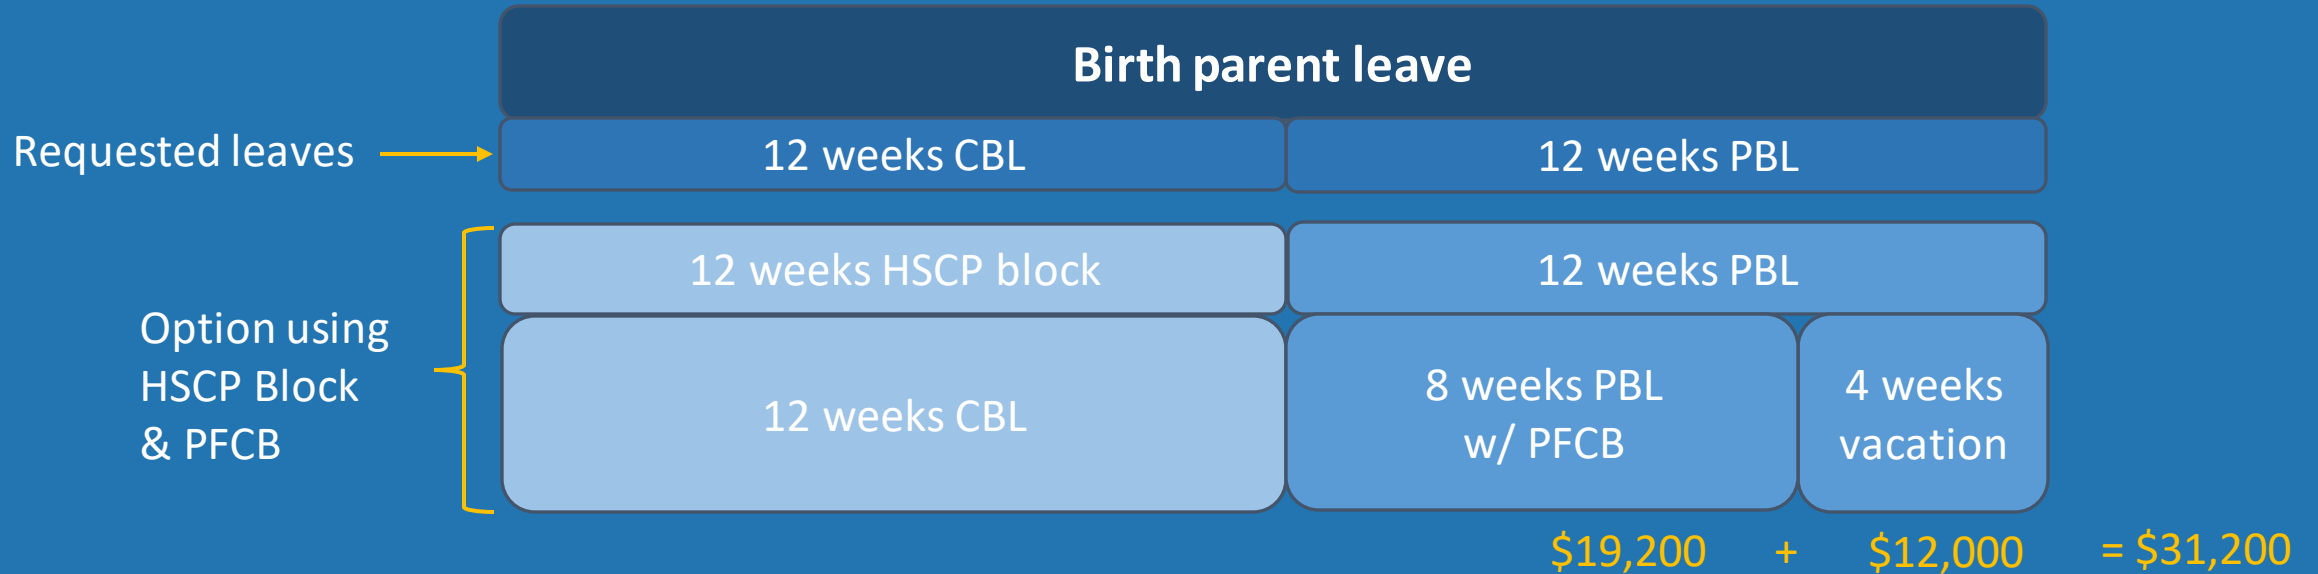 Birth parent leave
Requested leaves
12 weeks CBL
12 weeks PBL
12 weeks HSCP block
12 weeks PBL
Option using
HSCP Block
& PFCB
12 weeks CBL
8 weeks PBL
w/ PFCB
4 weeks
vacation
$19,200 + $12,000 = $31,200